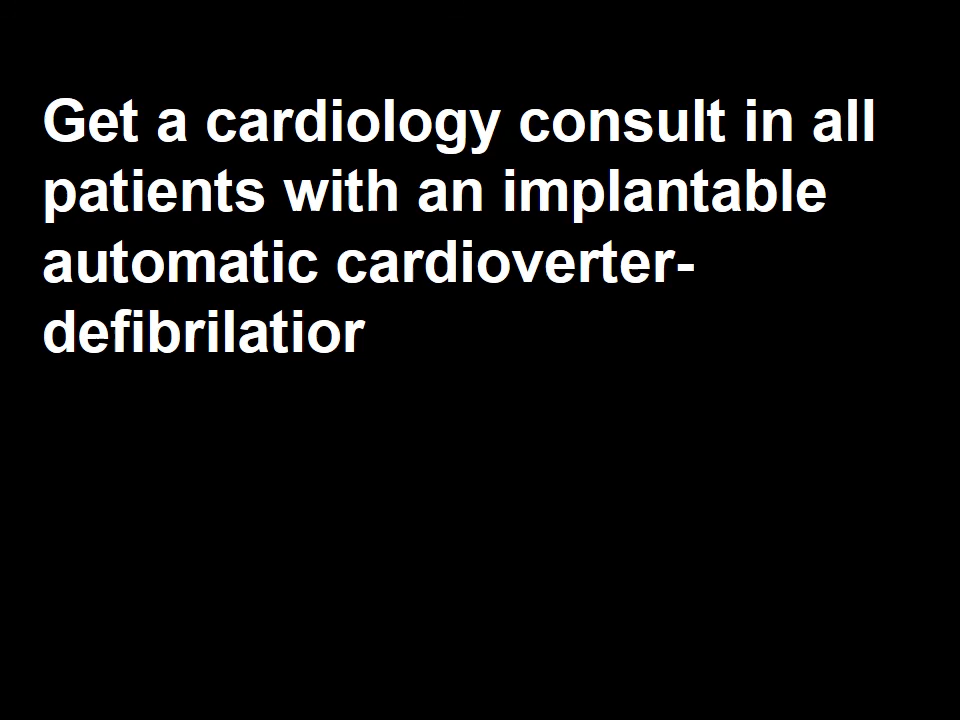 Get a cardiology consult in all
patients with an implantable
automatic cardioverter-
defibrilatior